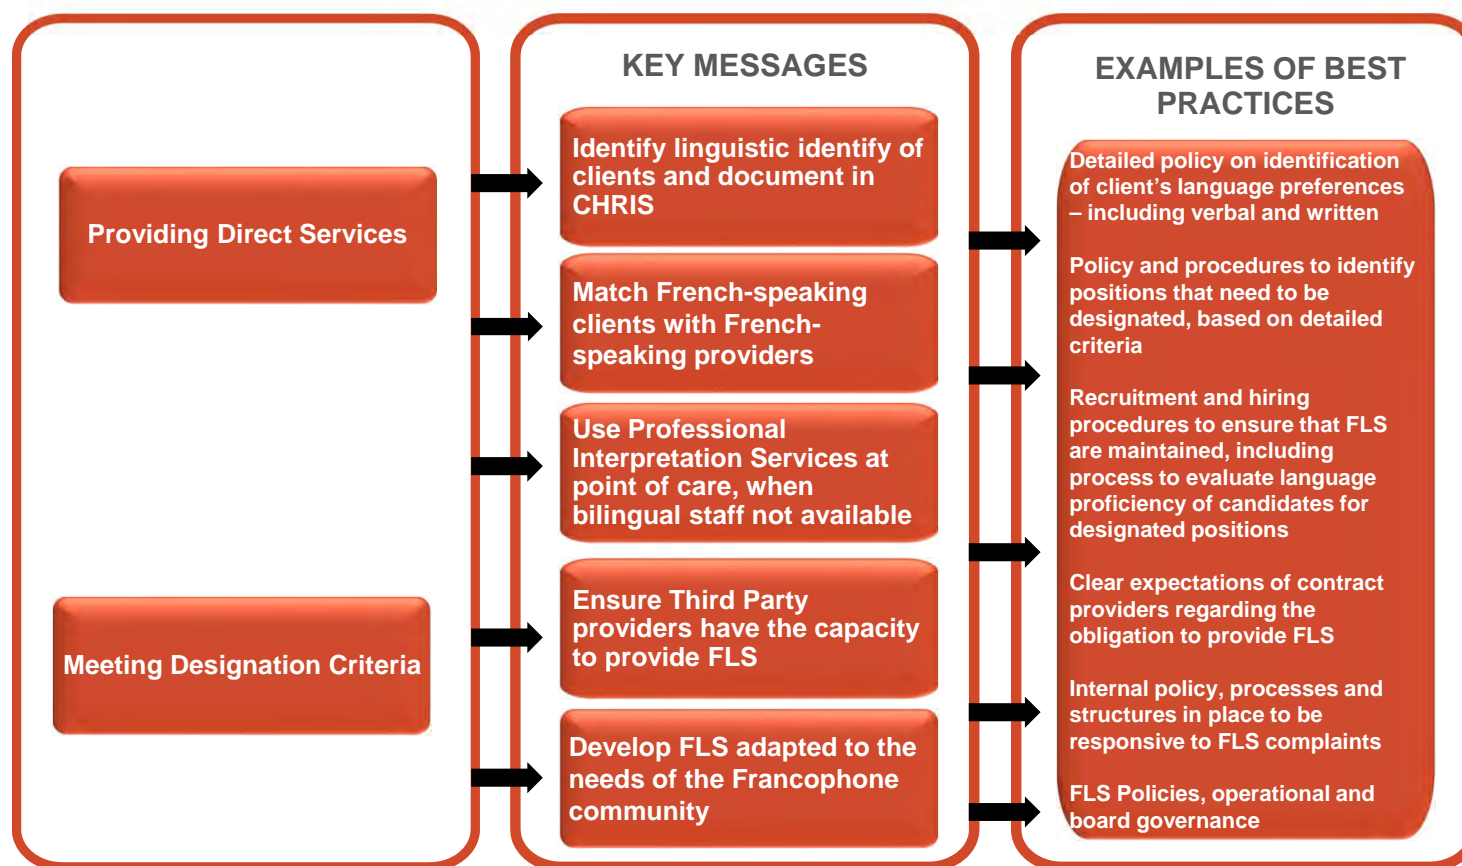 Providing Direct Services
Meeting Designation Criteria
KEY MESSAGES
Identify linguistic identify of
clients and document in
CHRIS
Match French-speaking
clients with French-
speaking providers
Use Professional
Interpretation Services at
point of care, when
bilingual staff not available
Ensure Third Party
providers have the capacity
to provide FLS
Develop FLS adapted to the
needs of the Francophone
community
EXAMPLES OF BEST
PRACTICES
Detailed policy on identification
of client’s language preferences
– including verbal and written
Policy and procedures to identify
positions that need to be
designated, based on detailed
criteria
Recruitment and hiring
procedures to ensure that FLS
are maintained, including
process to evaluate language
proficiency of candidates for
designated positions
Clear expectations of contract
providers regarding the
obligation to provide FLS
Internal policy, processes and
structures in place to be
responsive to FLS complaints
FLS Policies, operational and
board governance